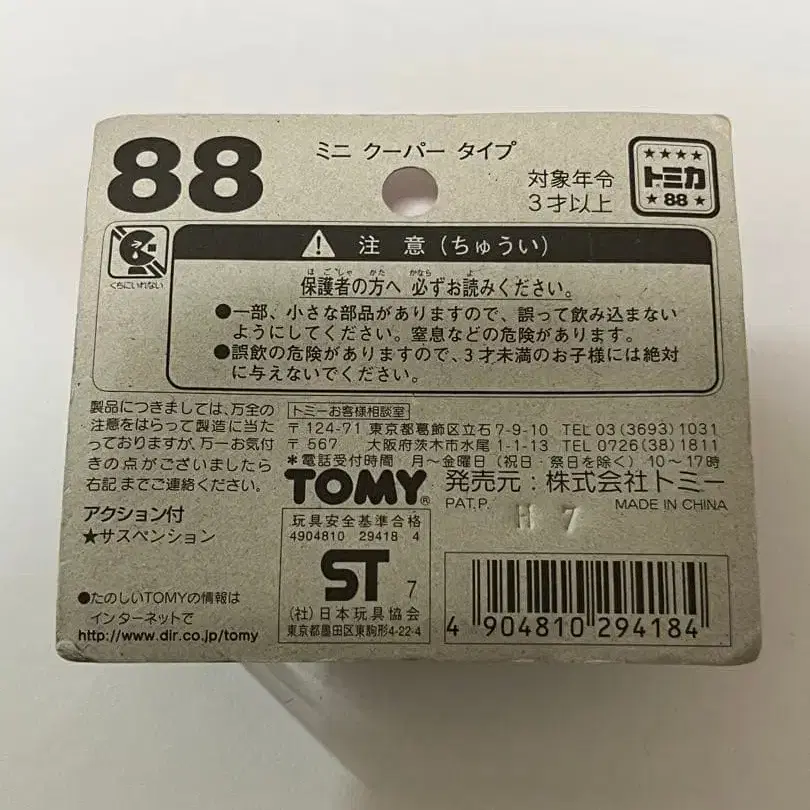 88
ミニ クーパー タイプ
対象年令
3才以上
★★★★
トミカ
★88★
くちにいれない
注 意(ちゅうい)
ほごしゃ かた かなら よ
保護者の方へ 必ずお読みください。
●一部、小さな部品がありますので、誤って飲み込まない
ようにしてください。窒息などの危険があります。
●誤飲の危険がありますので、3才未満のお子様には絶対
に与えないでください。
製品につきましては、万全の
注意をはらって製造に当た
っておりますが、万一お気付
きの点がございましたら
右記までご連絡ください。
トミーお客様相談室
〒124-71 東京都葛飾区立石7-9-10 TEL 03(3693)1031
〒567 大阪府茨木市水尾1-1-13 TEL 0726(38)1811
*電話受付時間 月〜金曜日(祝日・祭日を除く)10〜17時
TOMY®
発売元:株式会社トミー
PAT.P.
MADE IN CHINA
H 7
アクション付
★サスペンション
玩具安全基準合格
4904810 29418 4
ST 7
(社)日本玩具協会
東京都墨田区東駒形4-22-4
●たのしいTOMYの情報は
インターネットで
http://www.dir.co.jp/tomy
4 904810 294184